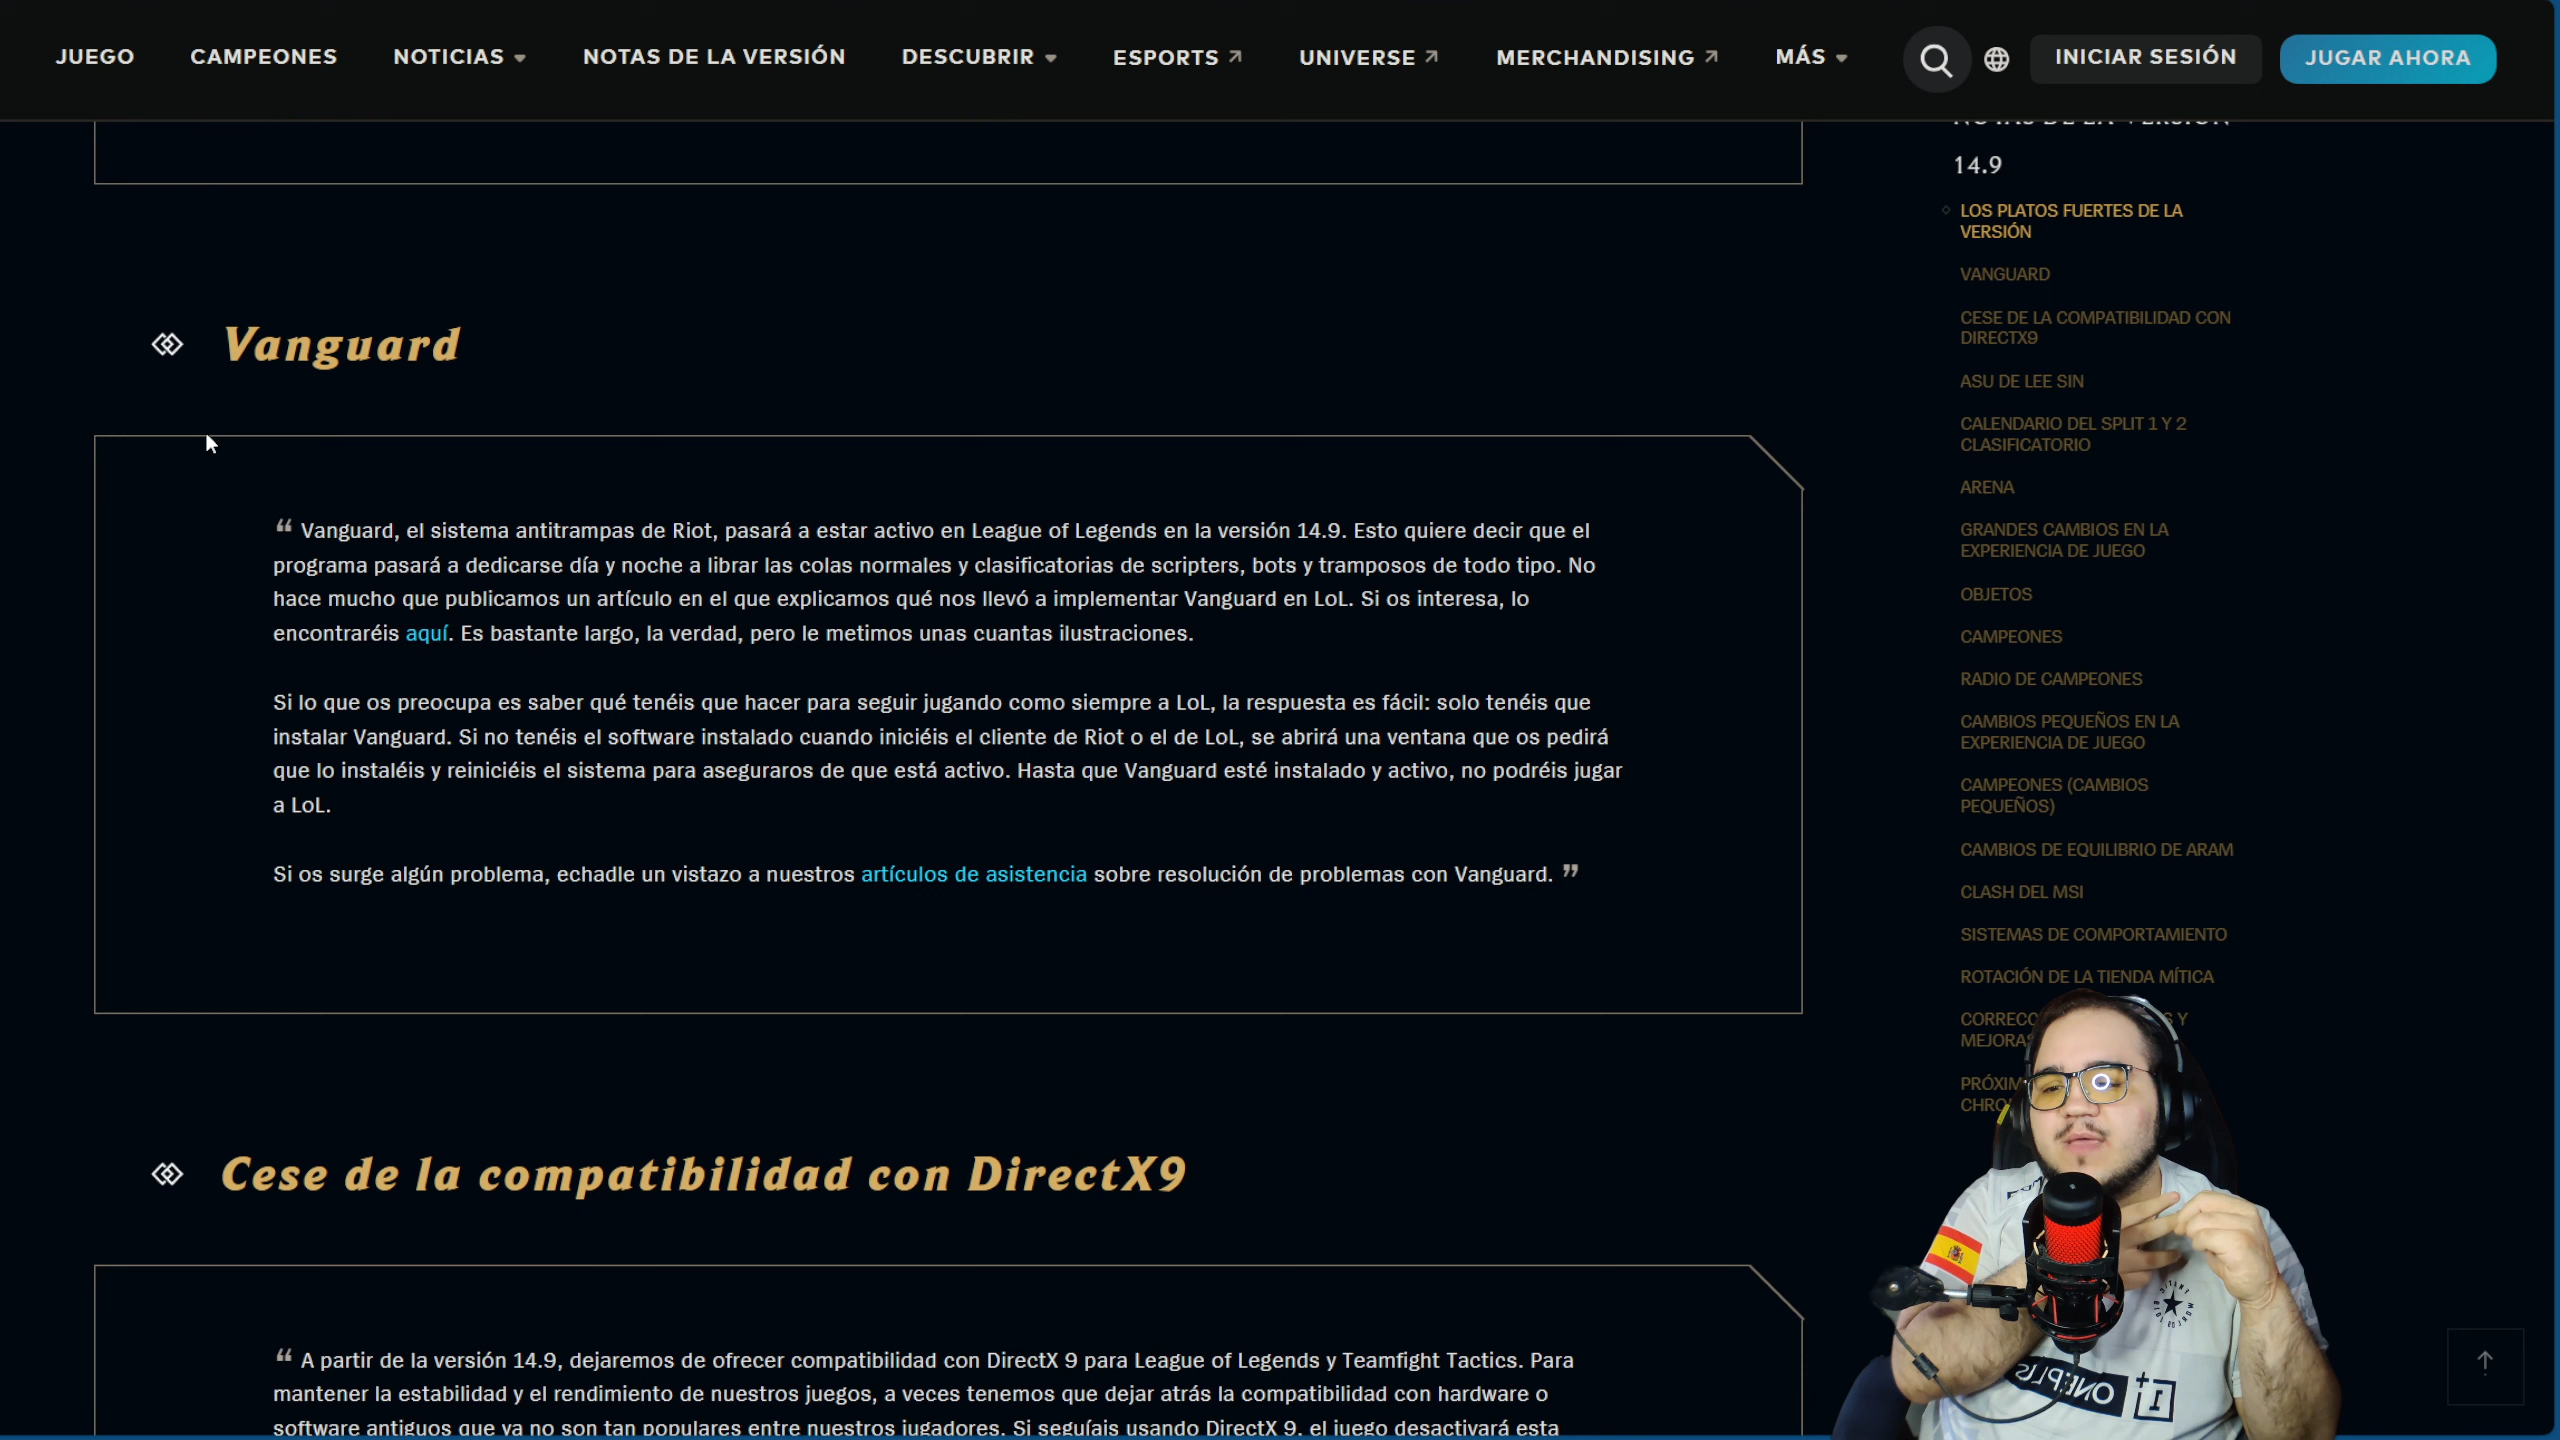 JUEGO CAMPEONES NOTICIAS NOTAS DE LA VERSIÓN DESCUBRIR ESPORTS UNIVERSE MERCHANDISING MÁS INICIAR SESIÓN JUGAR AHORA
NOTAS DE LA VERSIÓN
14.9
LOS PLATOS FUERTES DE LA
VERSIÓN
VANGUARD
CESE DE LA COMPATIBILIDAD CON
DIRECTX9
ASU DE LEE SIN
CALENDARIO DEL SPLIT 1 Y 2
CLASIFICATORIO
ARENA
GRANDES CAMBIOS EN LA
EXPERIENCIA DE JUEGO
OBJETOS
CAMPEONES
RADIO DE CAMPEONES
CAMBIOS PEQUEÑOS EN LA
EXPERIENCIA DE JUEGO
CAMPEONES (CAMBIOS
PEQUEÑOS)
CAMBIOS DE EQUILIBRIO DE ARAM
CLASH DEL MSI
SISTEMAS DE COMPORTAMIENTO
ROTACIÓN DE LA TIENDA MÍTICA
Y
Vanguard
“ Vanguard, el sistema antitrampas de Riot, pasará a estar activo en League of Legends en la versión 14.9. Esto quiere decir que el
programa pasará a dedicarse día y noche a librar las colas normales y clasificatorias de scripters, bots y tramposos de todo tipo. No
hace mucho que publicamos un artículo en el que explicamos qué nos llevó a implementar Vanguard en LoL. Si os interesa, lo
encontraréis aquí. Es bastante largo, la verdad, pero le metimos unas cuantas ilustraciones.
Si lo que os preocupa es saber qué tenéis que hacer para seguir jugando como siempre a LoL, la respuesta es fácil: solo tenéis que
instalar Vanguard. Si no tenéis el software instalado cuando iniciéis el cliente de Riot o el de LoL, se abrirá una ventana que os pedirá
que lo instaléis y reiniciéis el sistema para aseguraros de que está activo. Hasta que Vanguard esté instalado y activo, no podréis jugar
a LoL.
Si os surge algún problema, echadle un vistazo a nuestros artículos de asistencia sobre resolución de problemas con Vanguard. ”
Cese de la compatibilidad con DirectX9
“ A partir de la versión 14.9, dejaremos de ofrecer compatibilidad con DirectX 9 para League of Legends y Teamfight Tactics. Para
mantener la estabilidad y el rendimiento de nuestros juegos, a veces tenemos que dejar atrás la compatibilidad con hardware o
software antiguos que ya no son tan populares entre nuestros jugadores. Si seguíais usando DirectX 9, el juego desactivará esta
ONEPLUS